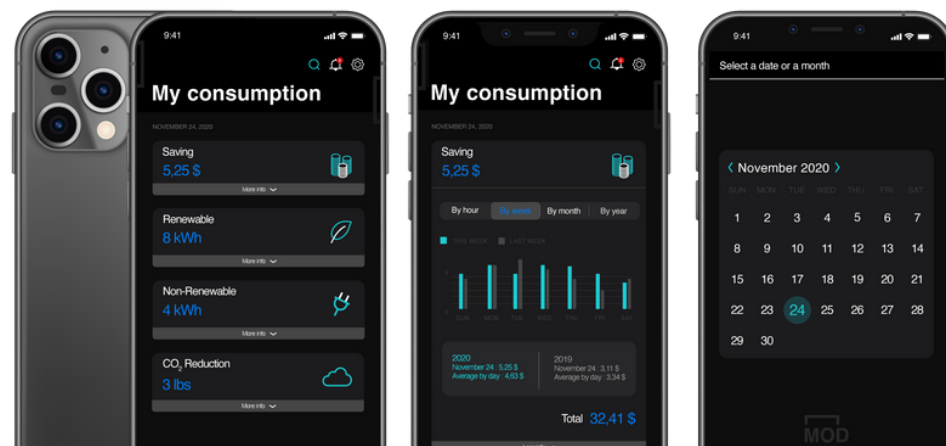 9:41
My consumption
NOVEMBER 24, 2020
Saving
5,25 $
More info
Renewable
8 kWh
More info
Non-Renewable
4 kWh
More info
CO₂ Reduction
3 lbs
More info
9:41
My consumption
NOVEMBER 24, 2020
Saving
5,25 $
By hour By week By month By year
THIS WEEK LAST WEEK
SUN MON TUE WED THU FRI SAT
2020
November 24 : 5,25 $
Average by day : 4,63 $
2019
November 24 : 3,11 $
Average by day : 3,34 $
Total 32,41 $
9:41
Select a date or a month
November 2020
SUN MON TUE WED THU FRI SAT
1 2 3 4 5 6 7
8 9 10 11 12 13 14
15 16 17 18 19 20 21
22 23 24 25 26 27 28
29 30
MOD